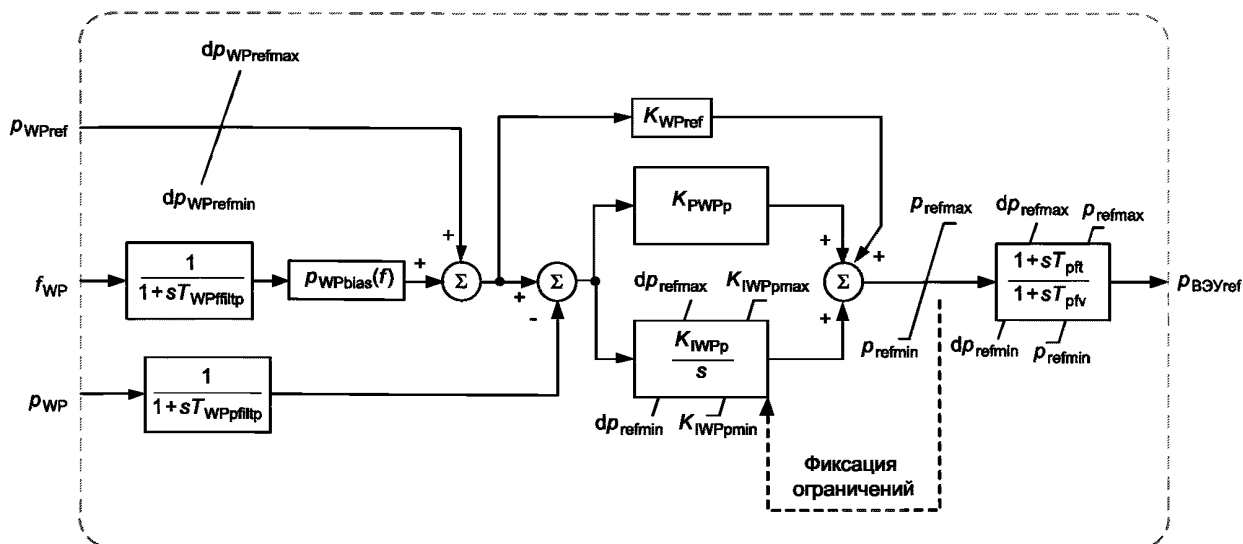 dp_WPrefmax
p_WPref
dp_WPrefmin
K_WPref
K_PWPp
f_WP
1
1+sT_WPffiltp
p_WPbias(f)
+
+
Σ
+
-
Σ
p_WP
1
1+sT_WPpfiltp
dp_refmax
K_IWPpmax
K_IWPp
s
dp_refmin
K_IWPpmin
+
+
+
Σ
p_refmax
p_refmin
Фиксация
ограничений
dp_refmax
p_refmax
1+sT_pft
1+sT_pfv
dp_refmin
p_refmin
p_ВЭУref